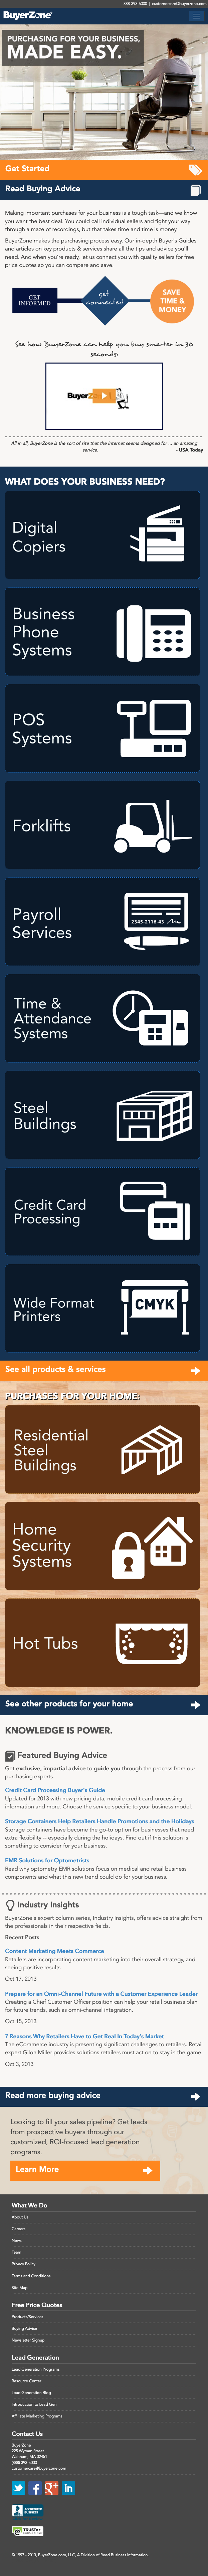 888-393-5000 | customercare@buyerzone.com
BuyerZone
PURCHASING FOR YOUR BUSINESS,
MADE EASY.
Get Started
Read Buying Advice
Making important purchases for your business is a tough task—and we know
you want the best deal. You could call individual sellers and fight your way
through a maze of recordings, but that takes time and time is money.
BuyerZone makes the purchasing process easy. Our in-depth Buyer's Guides
and articles on key products & services share all the tips and advice you'll
need. And when you're ready, let us connect you with quality sellers for free
price quotes so you can compare and save.
GET
INFORMED
get
connected
SAVE
TIME &
MONEY
See how BuyerZone can help you buy smarter in 30
seconds:
BuyerZone
All in all, BuyerZone is the sort of site that the Internet seems designed for ... an amazing
service.
- USA Today
WHAT DOES YOUR BUSINESS NEED?
Digital
Copiers
Business
Phone
Systems
POS
Systems
Forklifts
Payroll
Services
2345-2116-43
Time &
Attendance
Systems
Steel
Buildings
Credit Card
Processing
Wide Format
Printers
CMYK
See all products & services
PURCHASES FOR YOUR HOME:
Residential
Steel
Buildings
Home
Security
Systems
Hot Tubs
See other products for your home
KNOWLEDGE IS POWER.
Featured Buying Advice
Get exclusive, impartial advice to guide you through the process from our
purchasing experts.
Credit Card Processing Buyer's Guide
Updated for 2013 with new pricing data, mobile credit card processing
information and more. Choose the service specific to your business model.
Storage Containers Help Retailers Handle Promotions and the Holidays
Storage containers have become the go-to option for businesses that need
extra flexibility -- especially during the holidays. Find out if this solution is
something to consider for your business.
EMR Solutions for Optometrists
Read why optometry EMR solutions focus on medical and retail business
components and what this new trend could mean for your business.
Industry Insights
BuyerZone's expert column series, Industry Insights, offers advice straight from
the professionals in their respective fields.
Recent Posts
Content Marketing Meets Commerce
Retailers are incorporating content marketing into their overall strategy, and
seeing positive results
Oct 17, 2013
Prepare for an Omni-Channel Future with a Customer Experience Leader
Creating a Chief Customer Officer position can help your retail business plan
for future trends, such as omni-channel integration.
Oct 15, 2013
7 Reasons Why Retailers Have to Get Real In Today's Market
The eCommerce industry is presenting significant challenges to retailers. Retail
expert Glion Miller provides solutions retailers must act on to stay in the game.
Oct 3, 2013
Read more buying advice
Looking to fill your sales pipeline? Get leads
from prospective buyers through our
customized, ROI-focused lead generation
programs.
Learn More
What We Do
About Us
Careers
News
Team
Privacy Policy
Terms and Conditions
Site Map
Free Price Quotes
Products/Services
Buying Advice
Newsletter Signup
Lead Generation
Lead Generation Programs
Resource Center
Lead Generation Blog
Introduction to Lead Gen
Affiliate Marketing Programs
Contact Us
BuyerZone
225 Wyman Street
Waltham, MA 02451
(888) 393-5000
customercare@buyerzone.com
ACCREDITED
BUSINESS
TRUSTe
© 1997 - 2013, BuyerZone.com, LLC, A Division of Reed Business Information.